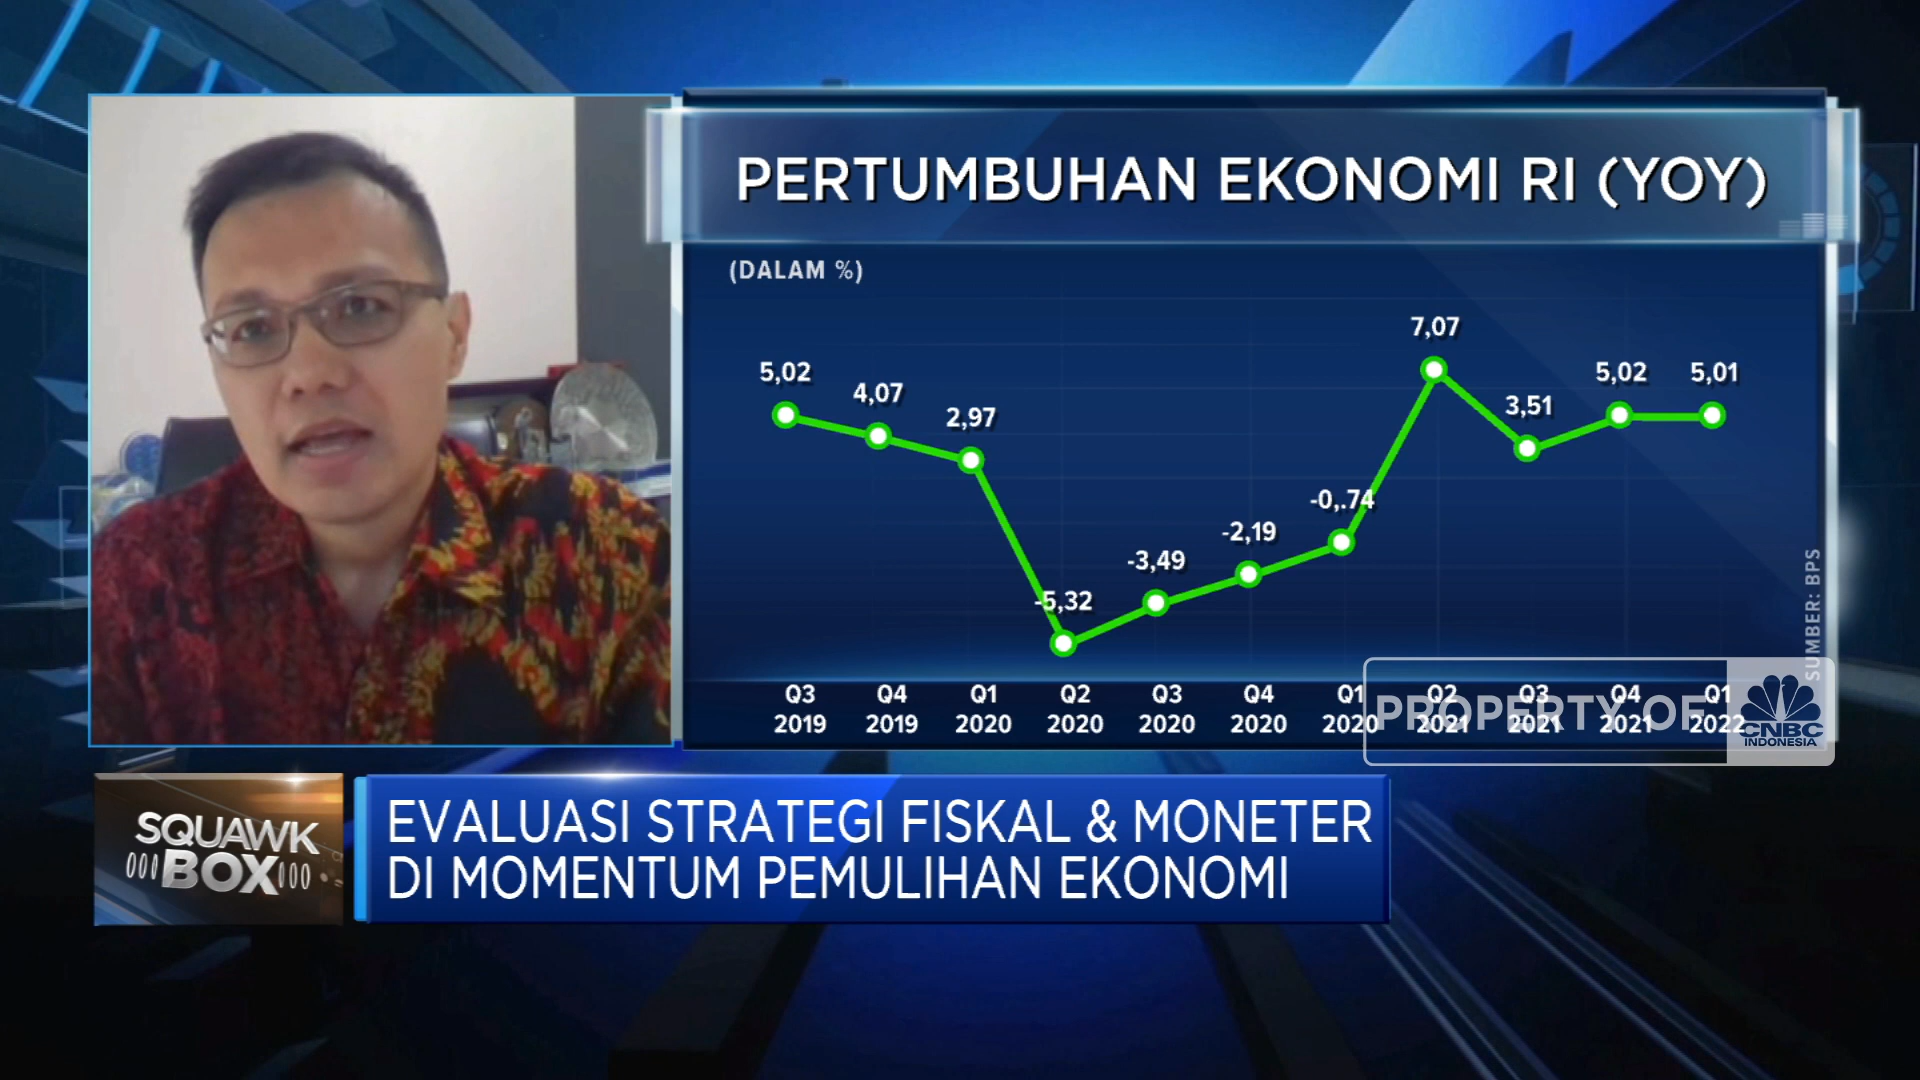 PERTUMBUHAN EKONOMI RI (YOY)
(DALAM %)
5,02
4,07
2,97
-5,32
-3,49
-2,19
-0,.74
7,07
3,51
5,02
5,01
SUMBER: BPS
Q3 Q4 Q1 Q2 Q3 Q4 Q1 Q2 Q3 Q4 Q1
2019 2019 2020 2020 2020 2020 2020 2021 2021 2021 2022
PROPERTY OF
CNBC
INDONESIA
SQUAWK
BOX
EVALUASI STRATEGI FISKAL & MONETER
DI MOMENTUM PEMULIHAN EKONOMI